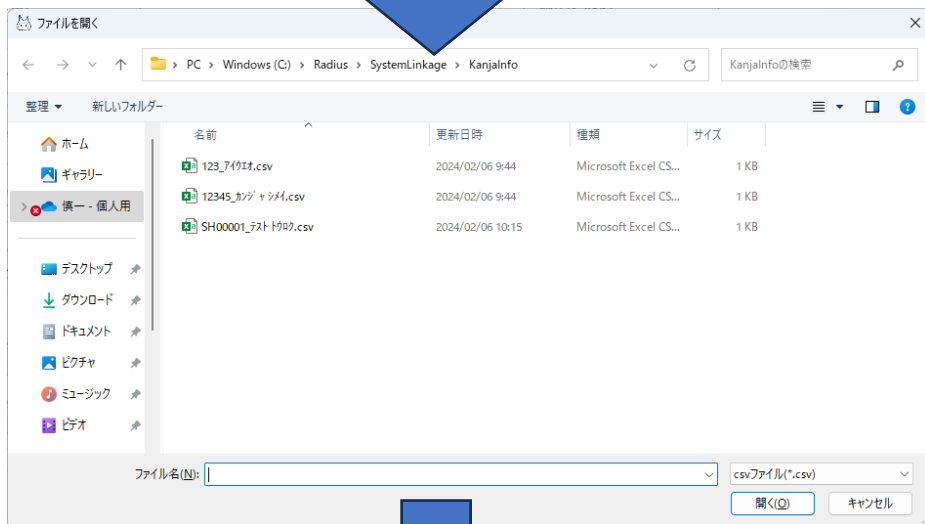 ファイルを開く
PC › Windows (C:) › Radius › SystemLinkage › KanjaInfo
KanjaInfoの検索
整理 新しいフォルダー
名前 更新日時 種類 サイズ
ホーム
ギャラリー
慎一 - 個人用
デスクトップ
ダウンロード
ドキュメント
ピクチャ
ミュージック
ビデオ
123_アイウエオ.csv 2024/02/06 9:44 Microsoft Excel CS... 1 KB
12345_カンジャ シメイ.csv 2024/02/06 9:44 Microsoft Excel CS... 1 KB
SH00001_テスト トウロク.csv 2024/02/06 10:15 Microsoft Excel CS... 1 KB
ファイル名(N): csvファイル(*.csv)
開く(O) キャンセル